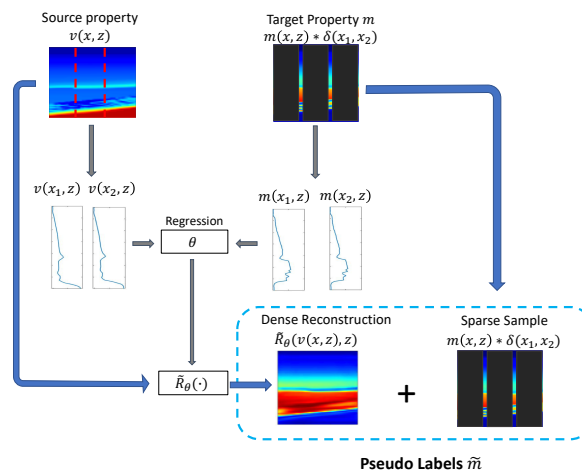 Source property
v(x, z)
Target Property m
m(x, z) ∗ δ(x₁, x₂)
v(x₁, z) v(x₂, z)
m(x₁, z) m(x₂, z)
Regression
θ
Dense Reconstruction
R̃θ(v(x, z), z)
Sparse Sample
m(x, z) ∗ δ(x₁, x₂)
R̃θ(·)
+
Pseudo Labels m̃